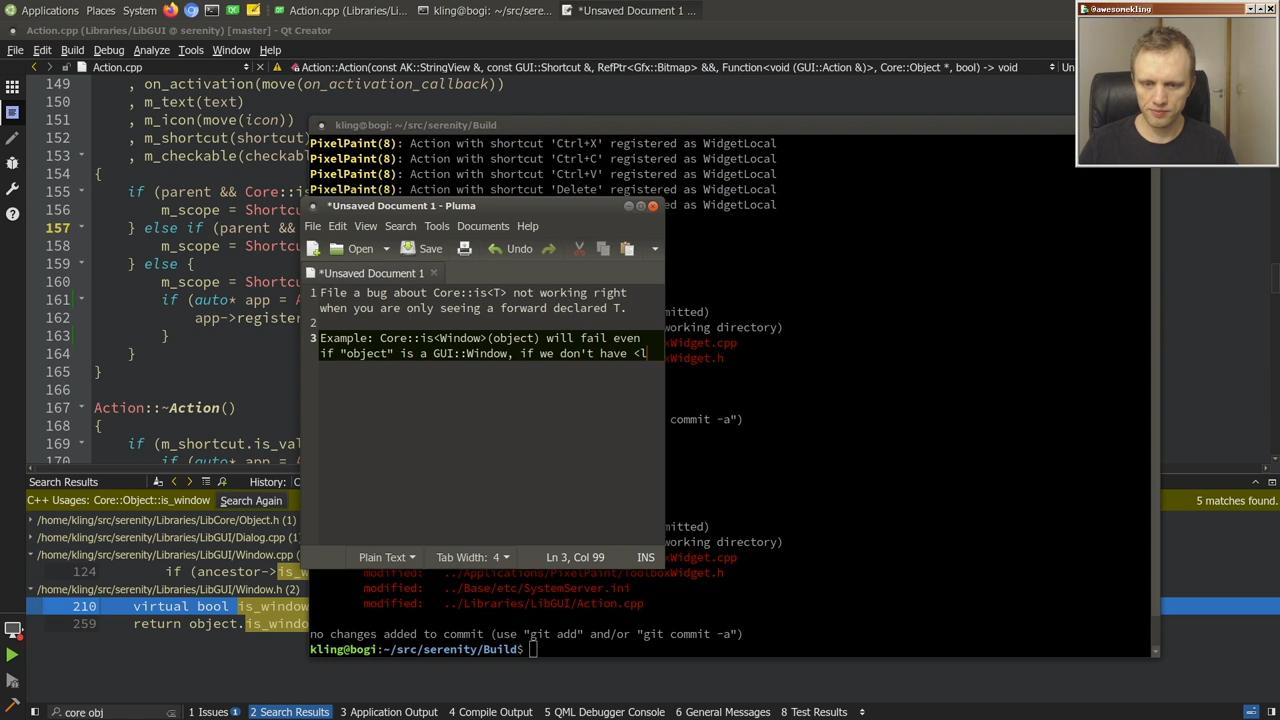 Applications Places System Action.cpp (Libraries/Li... kling@bogi: ~/src/sere... *Unsaved Document 1 ...
@awesomekling
Action.cpp (Libraries/LibGUI @ serenity) [master] - Qt Creator
File Edit Build Debug Analyze Tools Window Help
Action.cpp Action::Action(const AK::StringView &, const GUI::Shortcut &, RefPtr<Gfx::Bitmap> &&, Function<void (GUI::Action &)>, Core::Object *, bool) -> void Un
149 , on_activation(move(on_activation_callback))
150 , m_text(text)
151 , m_icon(move(icon))
152 , m_shortcut(shortcut)
153 , m_checkable(checkab
154 {
155 if (parent && Core::is
156 m_scope = Shortc
157 } else if (parent &&
158 m_scope = Shortc
159 } else {
160 m_scope = Shortc
161 if (auto* app = A
162 app->register
163 }
164 }
165 }
166
167 Action::~Action()
168 {
169 if (m_shortcut.is_val
170 if (auto* app = A
kling@bogi: ~/src/serenity/Build
PixelPaint(8): Action with shortcut 'Ctrl+X' registered as WidgetLocal
PixelPaint(8): Action with shortcut 'Ctrl+C' registered as WidgetLocal
PixelPaint(8): Action with shortcut 'Ctrl+V' registered as WidgetLocal
PixelPaint(8): Action with shortcut 'Delete' registered as WidgetLocal
ed as WidgetLocal
mitted)
working directory)
oxWidget.cpp
oxWidget.h
commit -a")
mitted)
working directory)
oxWidget.cpp
modified: ../Applications/PixelPaint/ToolboxWidget.h
modified: ../Base/etc/SystemServer.ini
modified: ../Libraries/LibGUI/Action.cpp
no changes added to commit (use "git add" and/or "git commit -a")
kling@bogi:~/src/serenity/Build$
*Unsaved Document 1 - Pluma
File Edit View Search Tools Documents Help
Open Save Undo
*Unsaved Document 1
1 File a bug about Core::is<T> not working right
when you are only seeing a forward declared T.
2
3 Example: Core::is<Window>(object) will fail even
if "object" is a GUI::Window, if we don't have <l
Plain Text Tab Width: 4 Ln 3, Col 99 INS
Search Results History:
C++ Usages: Core::Object::is_window Search Again 5 matches found.
/home/kling/src/serenity/Libraries/LibCore/Object.h (1)
/home/kling/src/serenity/Libraries/LibGUI/Dialog.cpp (1)
/home/kling/src/serenity/Libraries/LibGUI/Window.cpp (
124 if (ancestor->is_
/home/kling/src/serenity/Libraries/LibGUI/Window.h (2)
210 virtual bool is_window
259 return object.is_windo
core obj 1 Issues 1 2 Search Results 3 Application Output 4 Compile Output 5 QML Debugger Console 6 General Messages 8 Test Results